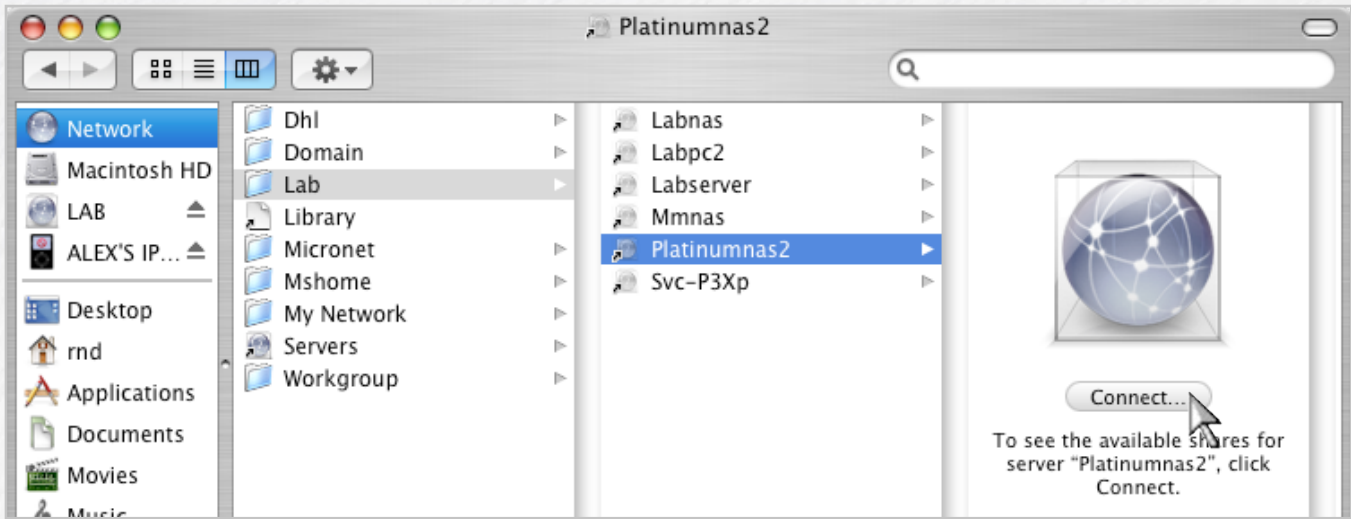 Platinumnas2
Network
Macintosh HD
LAB
ALEX'S IP...
Desktop
rnd
Applications
Documents
Movies
Music
Dhl
Domain
Lab
Library
Micronet
Mshome
My Network
Servers
Workgroup
Labnas
Labpc2
Labserver
Mmnas
Platinumnas2
Svc-P3Xp
Connect...
To see the available shares for
server “Platinumnas2”, click
Connect.